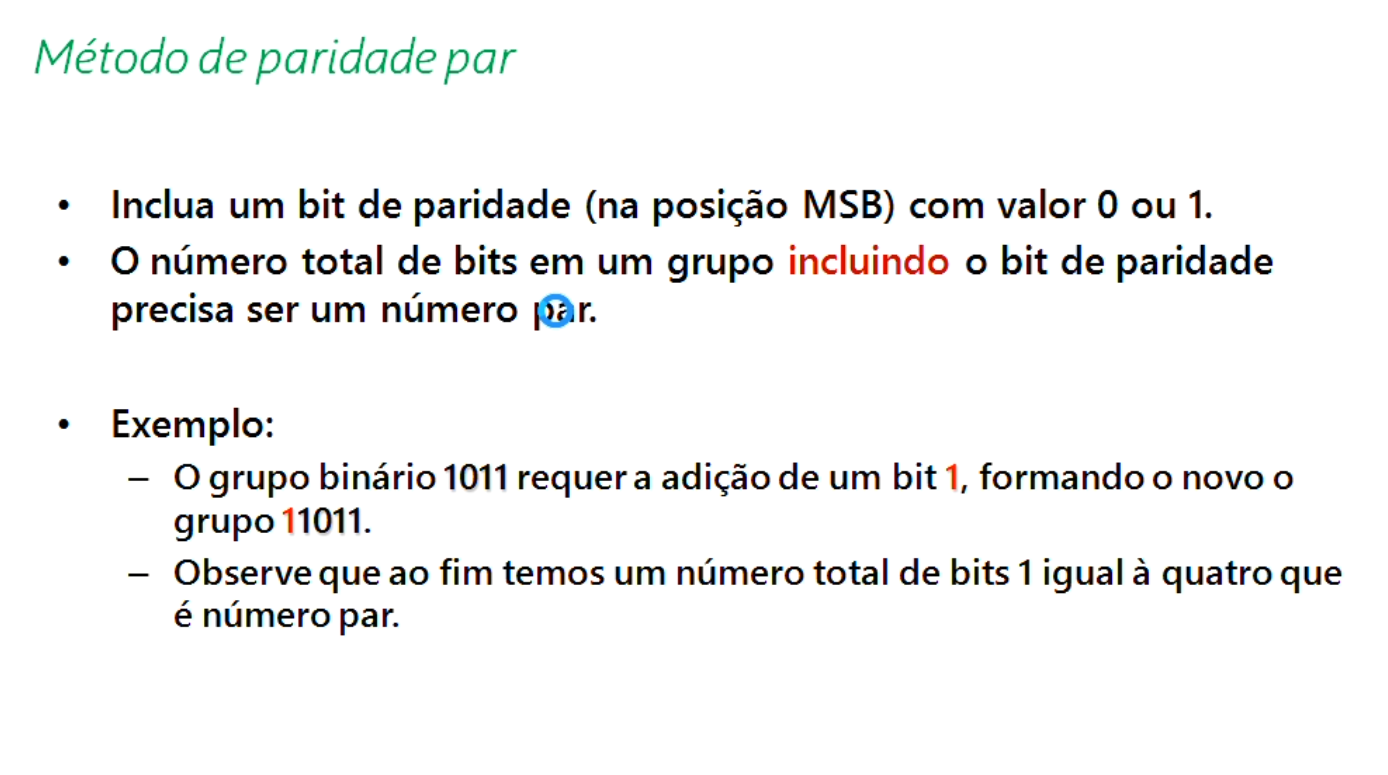 Método de paridade par
• Inclua um bit de paridade (na posição MSB) com valor 0 ou 1.
• O número total de bits em um grupo incluindo o bit de paridade
precisa ser um número par.
• Exemplo:
– O grupo binário 1011 requer a adição de um bit 1, formando o novo o
grupo 11011.
– Observe que ao fim temos um número total de bits 1 igual à quatro que
é número par.